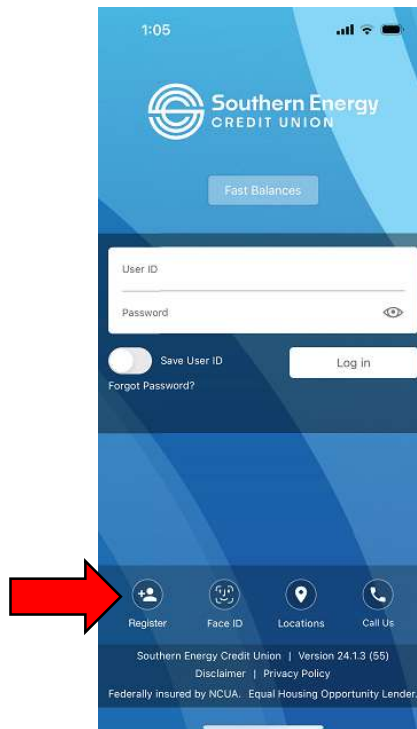 1:05
Southern Energy
CREDIT UNION
Fast Balances
User ID
Password
Save User ID
Log in
Forgot Password?
Register
Face ID
Locations
Call Us
Southern Energy Credit Union | Version 24.1.3 (55)
Disclaimer | Privacy Policy
Federally insured by NCUA. Equal Housing Opportunity Lender.